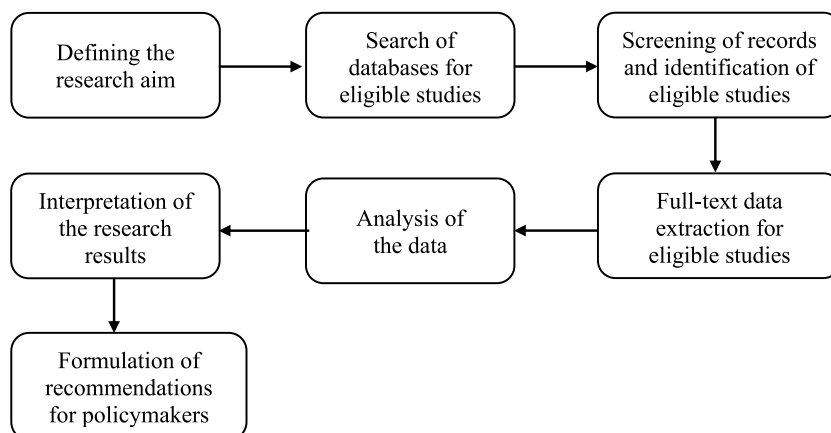 Defining the
research aim
Search of
databases for
eligible studies
Screening of records
and identification of
eligible studies
Full-text data
extraction for
eligible studies
Analysis of
the data
Interpretation of
the research
results
Formulation of
recommendations
for policymakers